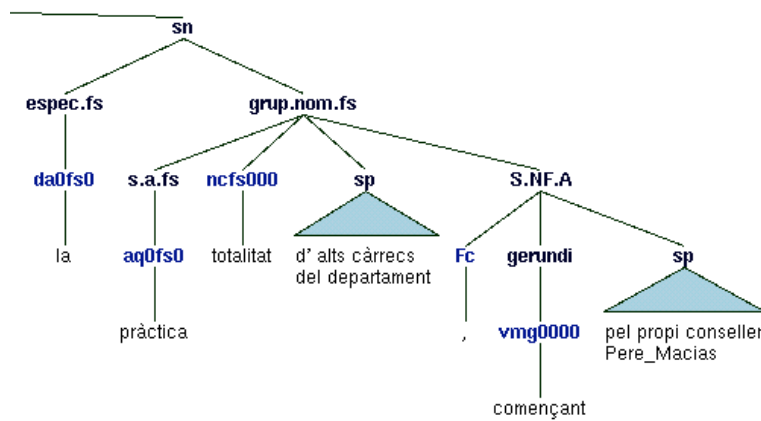 sn
espec.fs grup.nom.fs
da0fs0 s.a.fs ncfs000 sp S.NF.A
la aq0fs0 totalitat d' alts càrrecs Fc gerundi sp
del departament
pràctica , vmg0000 pel propi conseller
Pere_Macias
començant